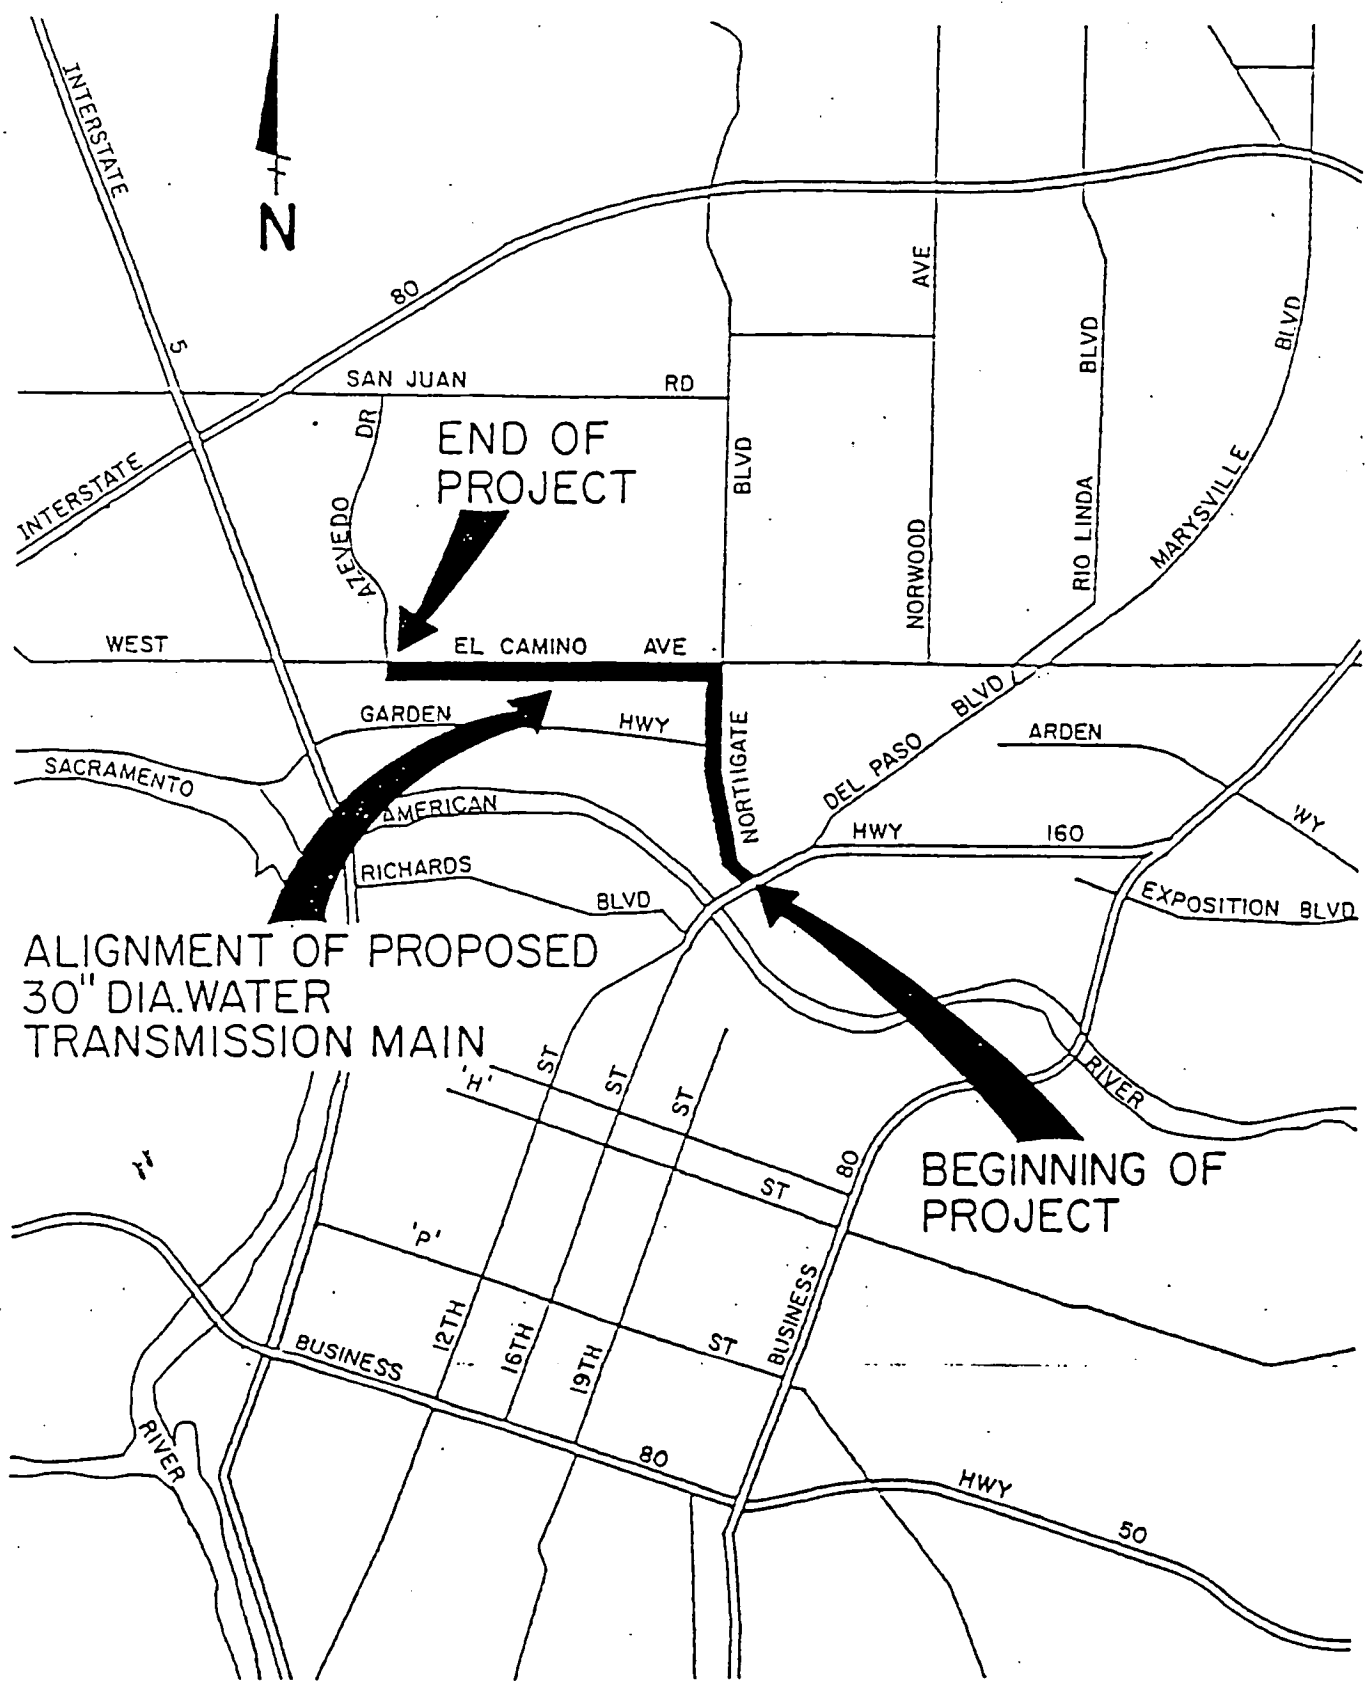 INTERSTATE
5
N
80
INTERSTATE
SAN JUAN RD
AZEVEDO DR
END OF
PROJECT
BLVD
NORWOOD AVE
RIO LINDA BLVD
MARYSVILLE BLVD
WEST EL CAMINO AVE
GARDEN HWY
NORTHGATE
DEL PASO BLVD
ARDEN WY
SACRAMENTO
AMERICAN
HWY 160
RICHARDS BLVD
EXPOSITION BLVD
ALIGNMENT OF PROPOSED
30" DIA.WATER
TRANSMISSION MAIN
RIVER
'H' ST
BEGINNING OF
PROJECT
'P' ST
12TH ST
16TH ST
19TH ST
BUSINESS 80
BUSINESS 80
RIVER
HWY 50